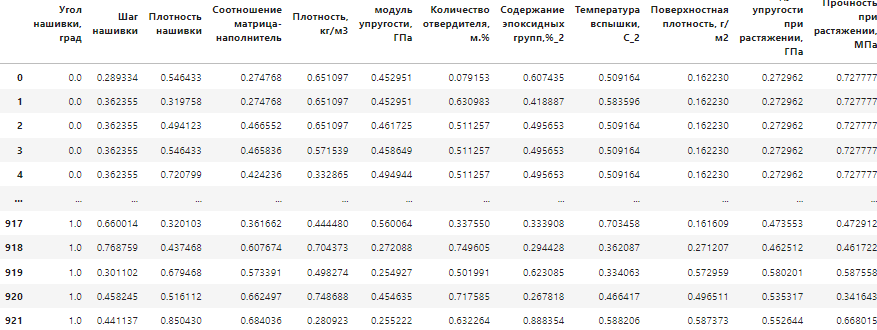 Угол нашивки, град Шаг нашивки Плотность нашивки Соотношение матрица-наполнитель Плотность, кг/м3 модуль упругости, ГПа Количество отвердителя, м.% Содержание эпоксидных групп,%_2 Температура вспышки, С_2 Поверхностная плотность, г/м2 упругости при растяжении, ГПа Прочность при растяжении, МПа
0 0.0 0.289334 0.546433 0.274768 0.651097 0.452951 0.079153 0.607435 0.509164 0.162230 0.272962 0.727777
1 0.0 0.362355 0.319758 0.274768 0.651097 0.452951 0.630983 0.418887 0.583596 0.162230 0.272962 0.727777
2 0.0 0.362355 0.494123 0.466552 0.651097 0.461725 0.511257 0.495653 0.509164 0.162230 0.272962 0.727777
3 0.0 0.362355 0.546433 0.465836 0.571539 0.458649 0.511257 0.495653 0.509164 0.162230 0.272962 0.727777
4 0.0 0.362355 0.720799 0.424236 0.332865 0.494944 0.511257 0.495653 0.509164 0.162230 0.272962 0.727777
... ... ... ... ... ... ... ... ... ... ... ... ...
917 1.0 0.660014 0.320103 0.361662 0.444480 0.560064 0.337550 0.333908 0.703458 0.161609 0.473553 0.472912
918 1.0 0.768759 0.437468 0.607674 0.704373 0.272088 0.749605 0.294428 0.362087 0.271207 0.462512 0.461722
919 1.0 0.301102 0.679468 0.573391 0.498274 0.254927 0.501991 0.623085 0.334063 0.572959 0.580201 0.587558
920 1.0 0.458245 0.516112 0.662497 0.748688 0.454635 0.717585 0.267818 0.466417 0.496511 0.535317 0.341643
921 1.0 0.441137 0.850430 0.684036 0.280923 0.255222 0.632264 0.888354 0.588206 0.587373 0.552644 0.668015